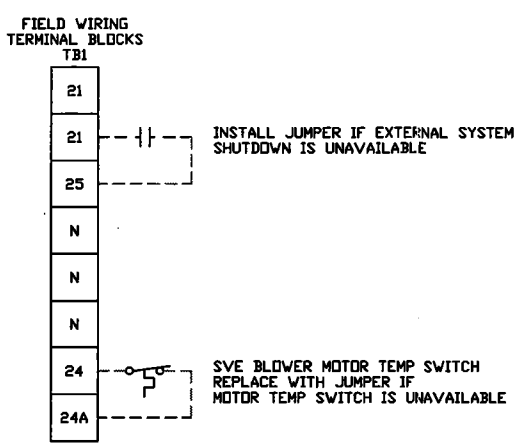 FIELD WIRING
TERMINAL BLOCKS
TB1
21
21
INSTALL JUMPER IF EXTERNAL SYSTEM
SHUTDOWN IS UNAVAILABLE
25
N
N
N
24
SVE BLOWER MOTOR TEMP SWITCH
REPLACE WITH JUMPER IF
MOTOR TEMP SWITCH IS UNAVAILABLE
24A